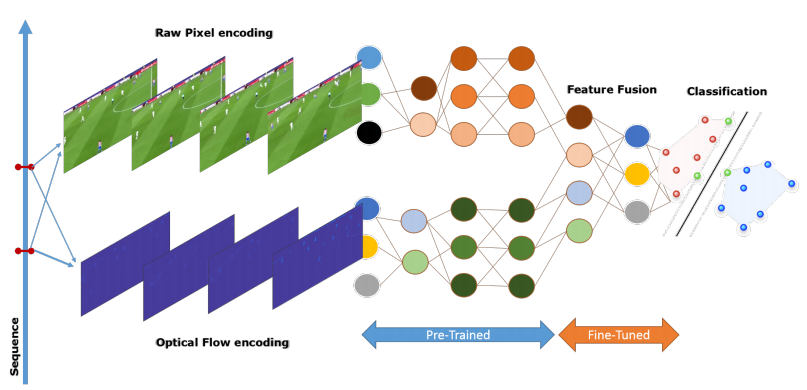 Raw Pixel encoding
Feature Fusion
Classification
Optical Flow encoding
Pre-Trained
Fine-Tuned
Sequence